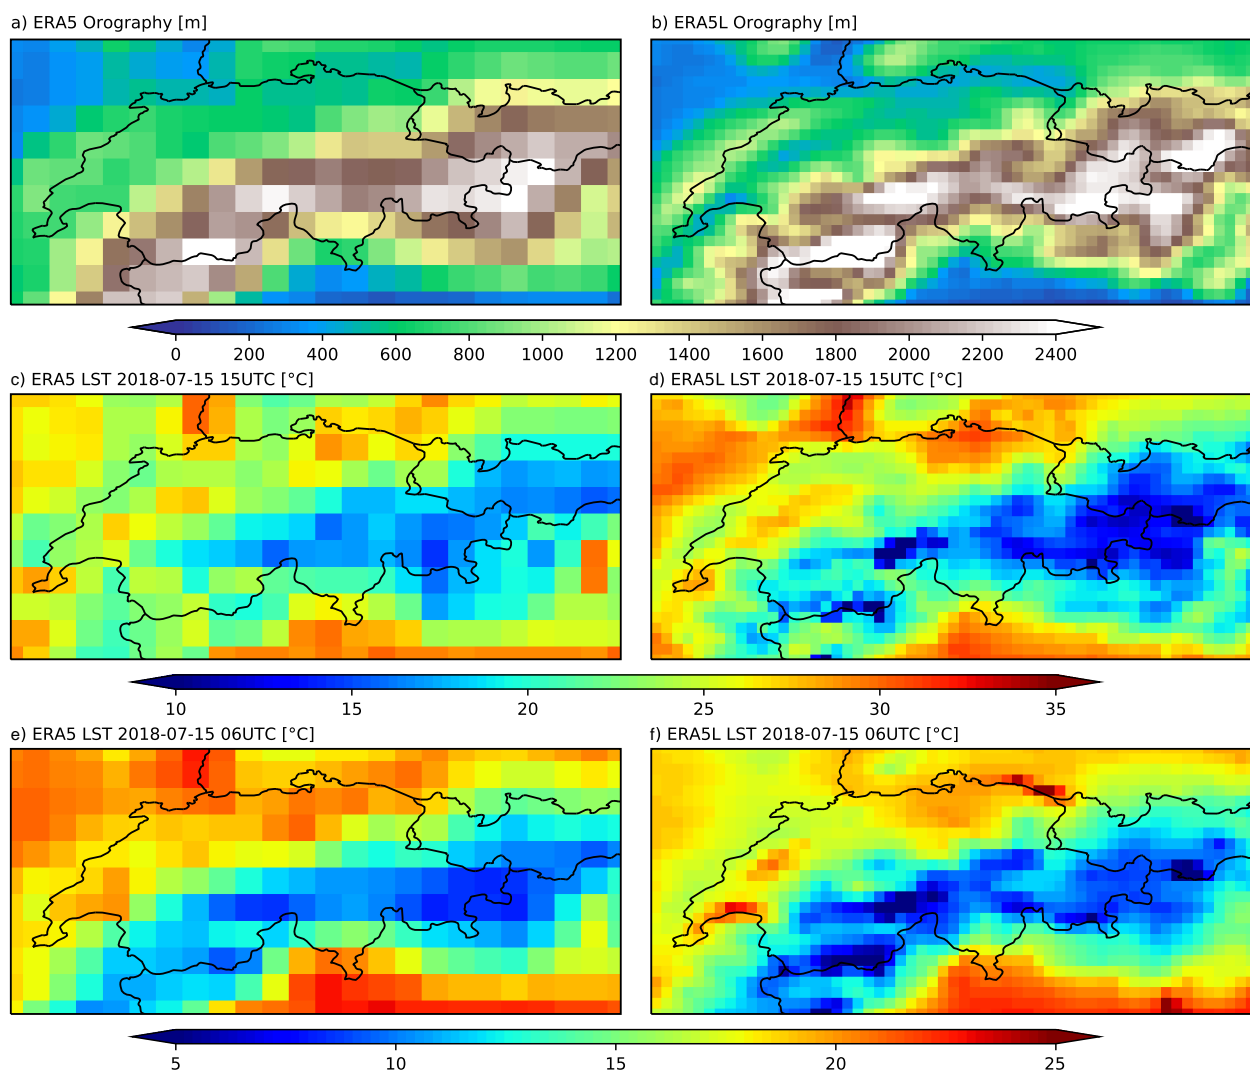 a) ERA5 Orography [m]
b) ERA5L Orography [m]
0 200 400 600 800 1000 1200 1400 1600 1800 2000 2200 2400
c) ERA5 LST 2018-07-15 15UTC [°C]
d) ERA5L LST 2018-07-15 15UTC [°C]
10 15 20 25 30 35
e) ERA5 LST 2018-07-15 06UTC [°C]
f) ERA5L LST 2018-07-15 06UTC [°C]
5 10 15 20 25